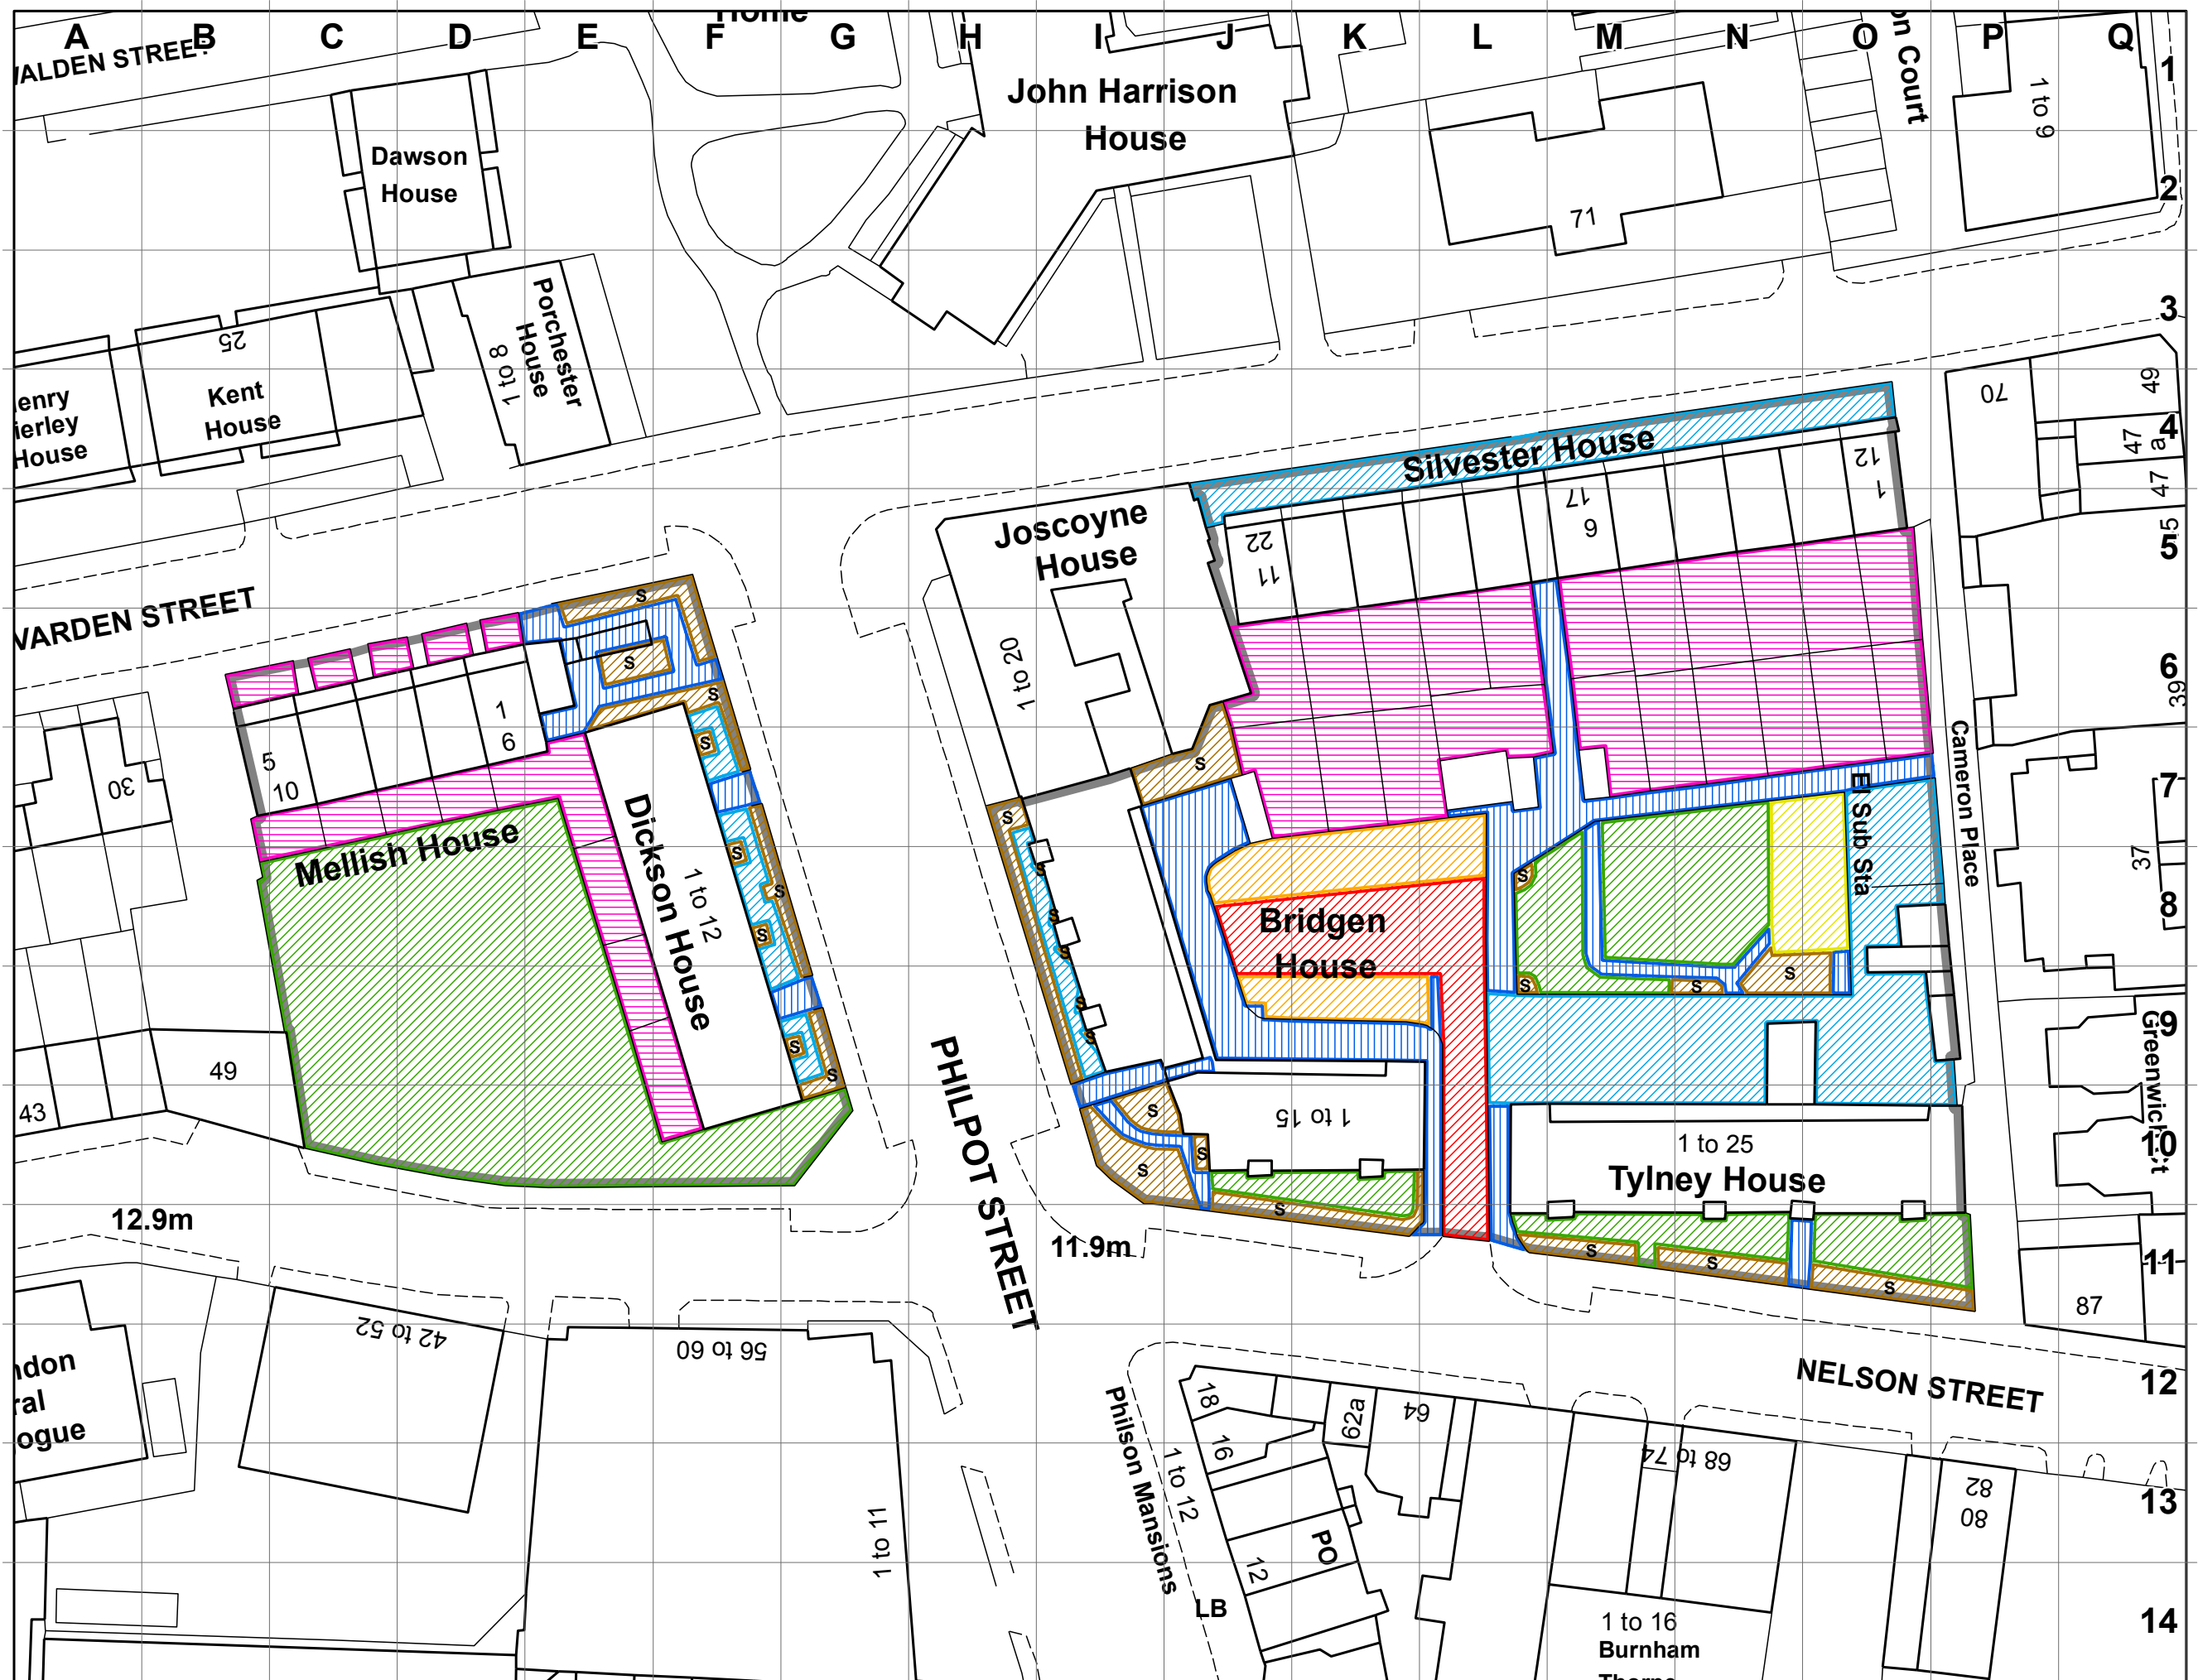 A B C D E F G H I J K L M N O P Q
1
2
3
4
5
6
7
8
9
10
11
12
13
14
Home
John Harrison
House
on Court
1 to 9
Dawson
House
71
Porchester
House
1 to 8
25
Kent
House
enry
ierley
House
70
49
47
a
47
55
Silvester House
12
1
17
6
22
11
Joscoyne
House
1 to 20
VARDEN STREET
S
S
S
1
6
5
10
30
39
Cameron Place
S
S
Mellish House
Dickson House
1 to 12
S
S
S
S
S
S
S
S
S
S
S
Bridgen
House
El Sub Sta
S
S
S
S
37
Greenwich Ct
49
43
PHILPOT STREET
1 to 15
S
S
S
S
1 to 25
Tylney House
S
S
S
12.9m
11.9m
87
42 to 52
56 to 60
ndon
ral
ogue
NELSON STREET
18
16
62a
64
68 to 74
Philson Mansions
1 to 12
12
PO
LB
82
80
1 to 11
1 to 16
Burnham